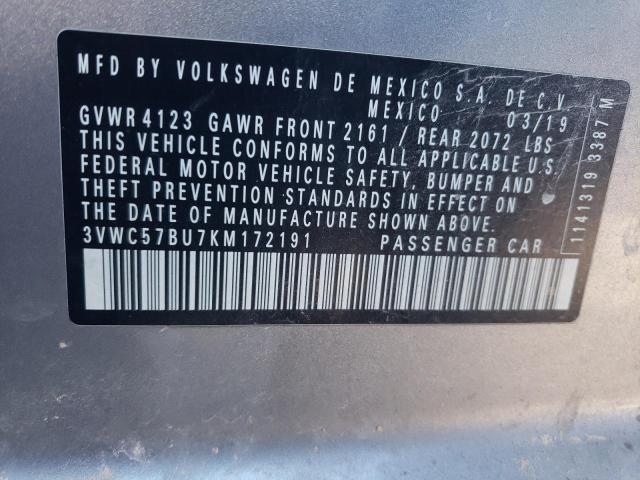 MFD BY VOLKSWAGEN DE MEXICO S.A. DE C.V.
MEXICO 03/19
GVWR 4123 GAWR FRONT 2161 / REAR 2072 LBS
THIS VEHICLE CONFORMS TO ALL APPLICABLE U.S.
FEDERAL MOTOR VEHICLE SAFETY, BUMPER AND
THEFT PREVENTION STANDARDS IN EFFECT ON
THE DATE OF MANUFACTURE SHOWN ABOVE.
3VWC57BU7KM172191 PASSENGER CAR
1141319 3387 M